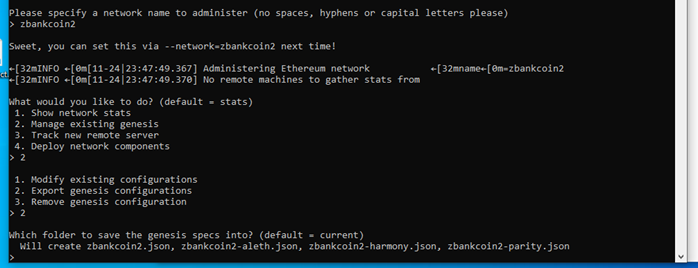 Please specify a network name to administer (no spaces, hyphens or capital letters please)
> zbankcoin2
Sweet, you can set this via --network=zbankcoin2 next time!
←[32mINFO ←[0m[11-24|23:47:49.367] Administering Ethereum network ←[32mname←[0m=zbankcoin2
←[32mINFO ←[0m[11-24|23:47:49.370] No remote machines to gather stats from
What would you like to do? (default = stats)
1. Show network stats
2. Manage existing genesis
3. Track new remote server
4. Deploy network components
> 2
1. Modify existing configurations
2. Export genesis configurations
3. Remove genesis configuration
> 2
Which folder to save the genesis specs into? (default = current)
Will create zbankcoin2.json, zbankcoin2-aleth.json, zbankcoin2-harmony.json, zbankcoin2-parity.json
>